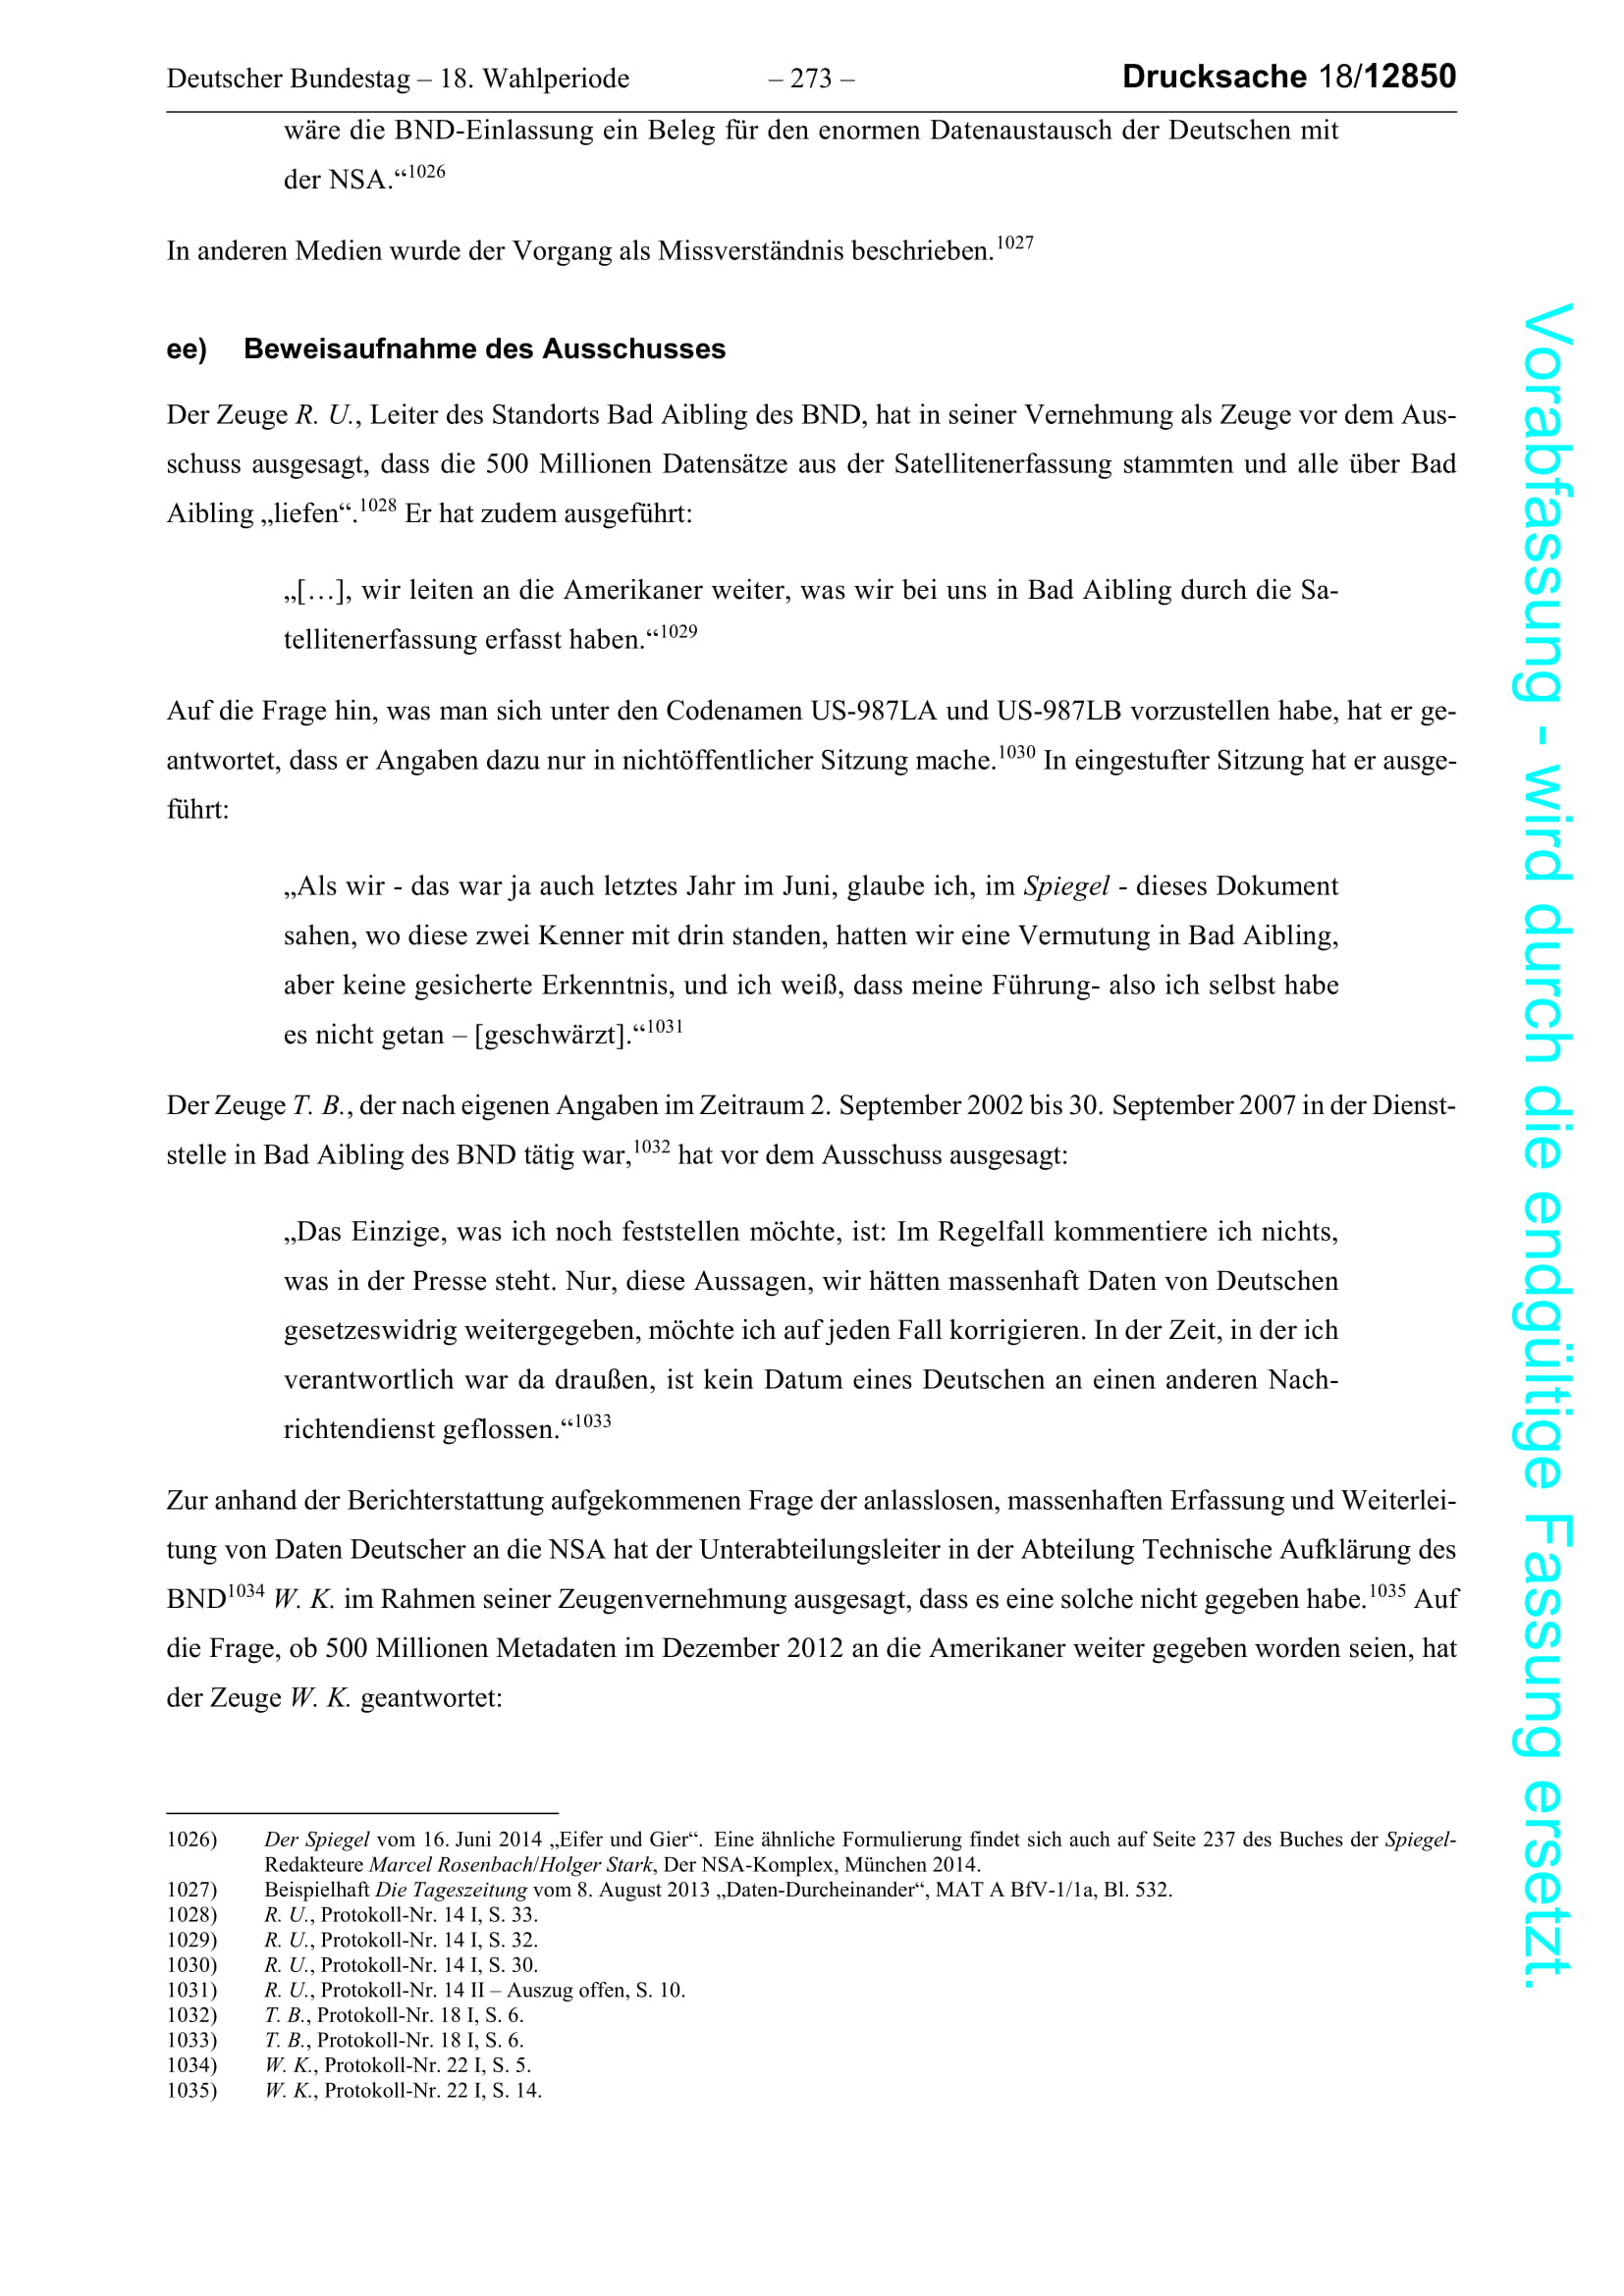 Deutscher Bundestag – 18. Wahlperiode – 273 – Drucksache 18/12850
wäre die BND-Einlassung ein Beleg für den enormen Datenaustausch der Deutschen mit
der NSA.“1026
In anderen Medien wurde der Vorgang als Missverständnis beschrieben.1027
ee) Beweisaufnahme des Ausschusses
Der Zeuge R. U., Leiter des Standorts Bad Aibling des BND, hat in seiner Vernehmung als Zeuge vor dem Aus-
schuss ausgesagt, dass die 500 Millionen Datensätze aus der Satellitenerfassung stammten und alle über Bad
Aibling „liefen“.1028 Er hat zudem ausgeführt:
„[…], wir leiten an die Amerikaner weiter, was wir bei uns in Bad Aibling durch die Sa-
tellitenerfassung erfasst haben.“1029
Auf die Frage hin, was man sich unter den Codenamen US-987LA und US-987LB vorzustellen habe, hat er ge-
antwortet, dass er Angaben dazu nur in nichtöffentlicher Sitzung mache.1030 In eingestufter Sitzung hat er ausge-
führt:
„Als wir - das war ja auch letztes Jahr im Juni, glaube ich, im Spiegel - dieses Dokument
sahen, wo diese zwei Kenner mit drin standen, hatten wir eine Vermutung in Bad Aibling,
aber keine gesicherte Erkenntnis, und ich weiß, dass meine Führung- also ich selbst habe
es nicht getan – [geschwärzt].“1031
Der Zeuge T. B., der nach eigenen Angaben im Zeitraum 2. September 2002 bis 30. September 2007 in der Dienst-
stelle in Bad Aibling des BND tätig war,1032 hat vor dem Ausschuss ausgesagt:
„Das Einzige, was ich noch feststellen möchte, ist: Im Regelfall kommentiere ich nichts,
was in der Presse steht. Nur, diese Aussagen, wir hätten massenhaft Daten von Deutschen
gesetzeswidrig weitergegeben, möchte ich auf jeden Fall korrigieren. In der Zeit, in der ich
verantwortlich war da draußen, ist kein Datum eines Deutschen an einen anderen Nach-
richtendienst geflossen.“1033
Zur anhand der Berichterstattung aufgekommenen Frage der anlasslosen, massenhaften Erfassung und Weiterlei-
tung von Daten Deutscher an die NSA hat der Unterabteilungsleiter in der Abteilung Technische Aufklärung des
BND1034 W. K. im Rahmen seiner Zeugenvernehmung ausgesagt, dass es eine solche nicht gegeben habe.1035 Auf
die Frage, ob 500 Millionen Metadaten im Dezember 2012 an die Amerikaner weiter gegeben worden seien, hat
der Zeuge W. K. geantwortet:
1026) Der Spiegel vom 16. Juni 2014 „Eifer und Gier“. Eine ähnliche Formulierung findet sich auch auf Seite 237 des Buches der Spiegel-
Redakteure Marcel Rosenbach/Holger Stark, Der NSA-Komplex, München 2014.
1027) Beispielhaft Die Tageszeitung vom 8. August 2013 „Daten-Durcheinander“, MAT A BfV-1/1a, Bl. 532.
1028) R. U., Protokoll-Nr. 14 I, S. 33.
1029) R. U., Protokoll-Nr. 14 I, S. 32.
1030) R. U., Protokoll-Nr. 14 I, S. 30.
1031) R. U., Protokoll-Nr. 14 II – Auszug offen, S. 10.
1032) T. B., Protokoll-Nr. 18 I, S. 6.
1033) T. B., Protokoll-Nr. 18 I, S. 6.
1034) W. K., Protokoll-Nr. 22 I, S. 5.
1035) W. K., Protokoll-Nr. 22 I, S. 14.
Vorabfassung - wird durch die endgültige Fassung ersetzt.